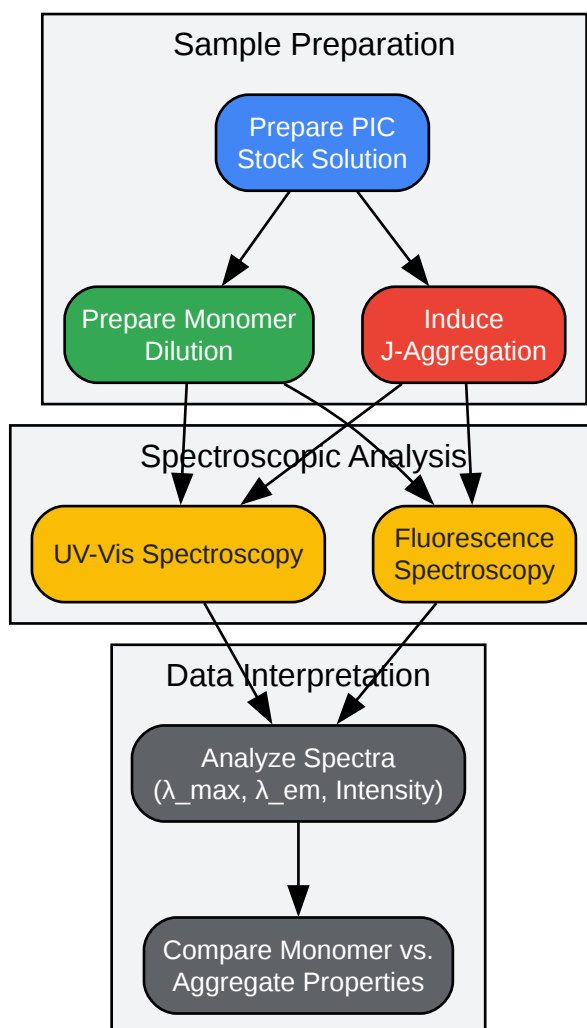 Sample Preparation
Prepare PIC
Stock Solution
Prepare Monomer
Dilution
Induce
J-Aggregation
Spectroscopic Analysis
UV-Vis Spectroscopy
Fluorescence
Spectroscopy
Data Interpretation
Analyze Spectra
(λ_max, λ_em, Intensity)
Compare Monomer vs.
Aggregate Properties